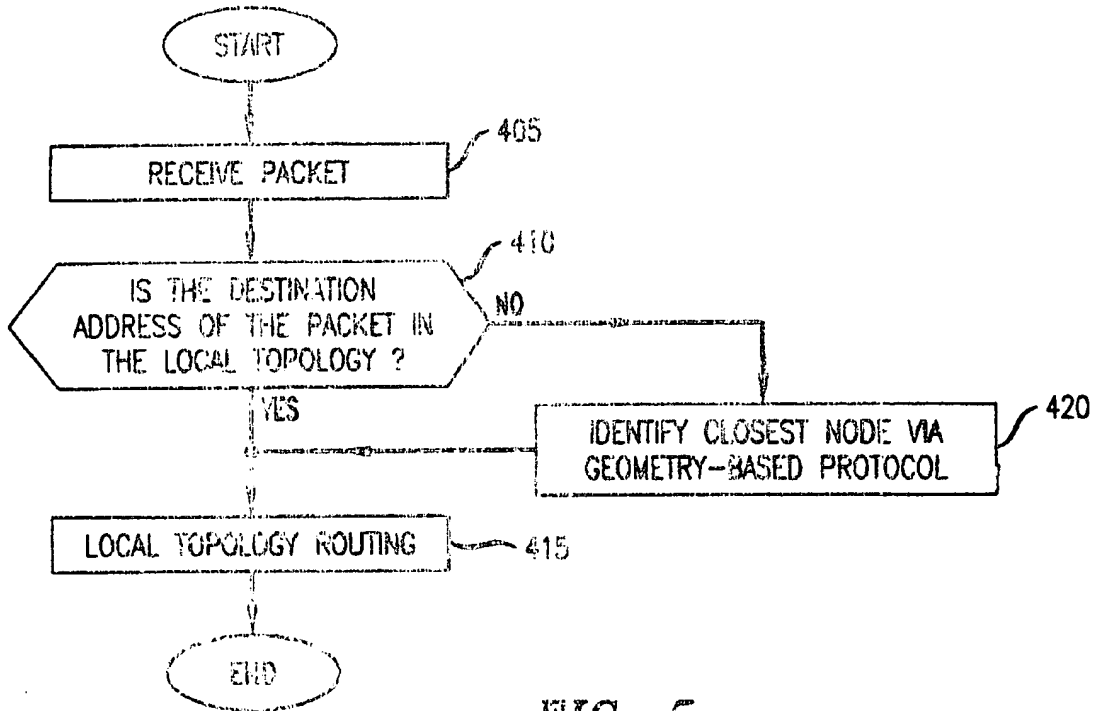 START
405
RECEIVE PACKET
410
IS THE DESTINATION
ADDRESS OF THE PACKET IN
THE LOCAL TOPOLOGY ?
NO
YES
420
IDENTIFY CLOSEST NODE VIA
GEOMETRY-BASED PROTOCOL
LOCAL TOPOLOGY ROUTING
415
END